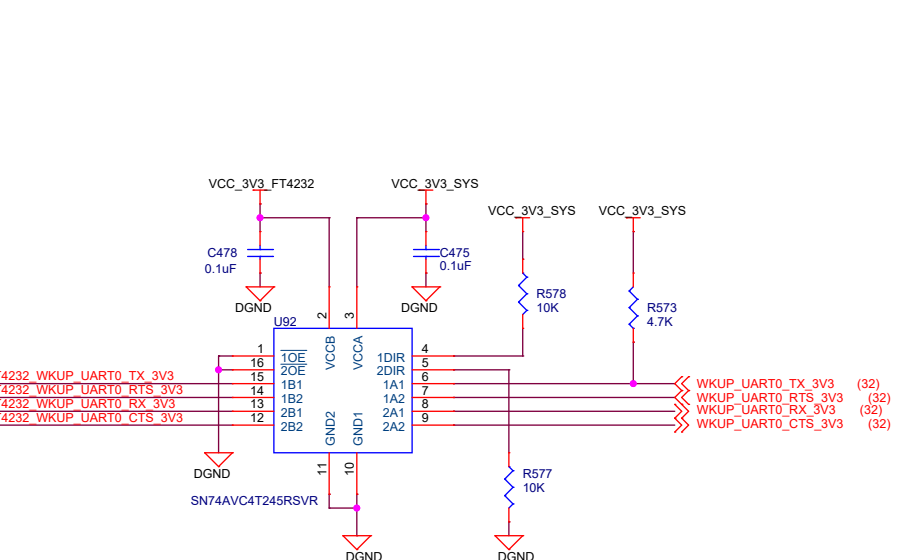 VCC_3V3_FT4232
VCC_3V3_SYS
VCC_3V3_SYS
VCC_3V3_SYS
C478
0.1uF
C475
0.1uF
R578
10K
R573
4.7K
DGND
DGND
U92
2
3
VCCB
VCCA
1
1OE
16
2OE
15
1B1
14
1B2
13
2B1
12
2B2
1DIR
4
2DIR
5
1A1
6
1A2
7
2A1
8
2A2
9
4232_WKUP_UART0_TX_3V3
4232_WKUP_UART0_RTS_3V3
4232_WKUP_UART0_RX_3V3
4232_WKUP_UART0_CTS_3V3
WKUP_UART0_TX_3V3 (32)
WKUP_UART0_RTS_3V3 (32)
WKUP_UART0_RX_3V3 (32)
WKUP_UART0_CTS_3V3 (32)
GND2
GND1
11
10
DGND
R577
10K
SN74AVC4T245RSVR
DGND
DGND